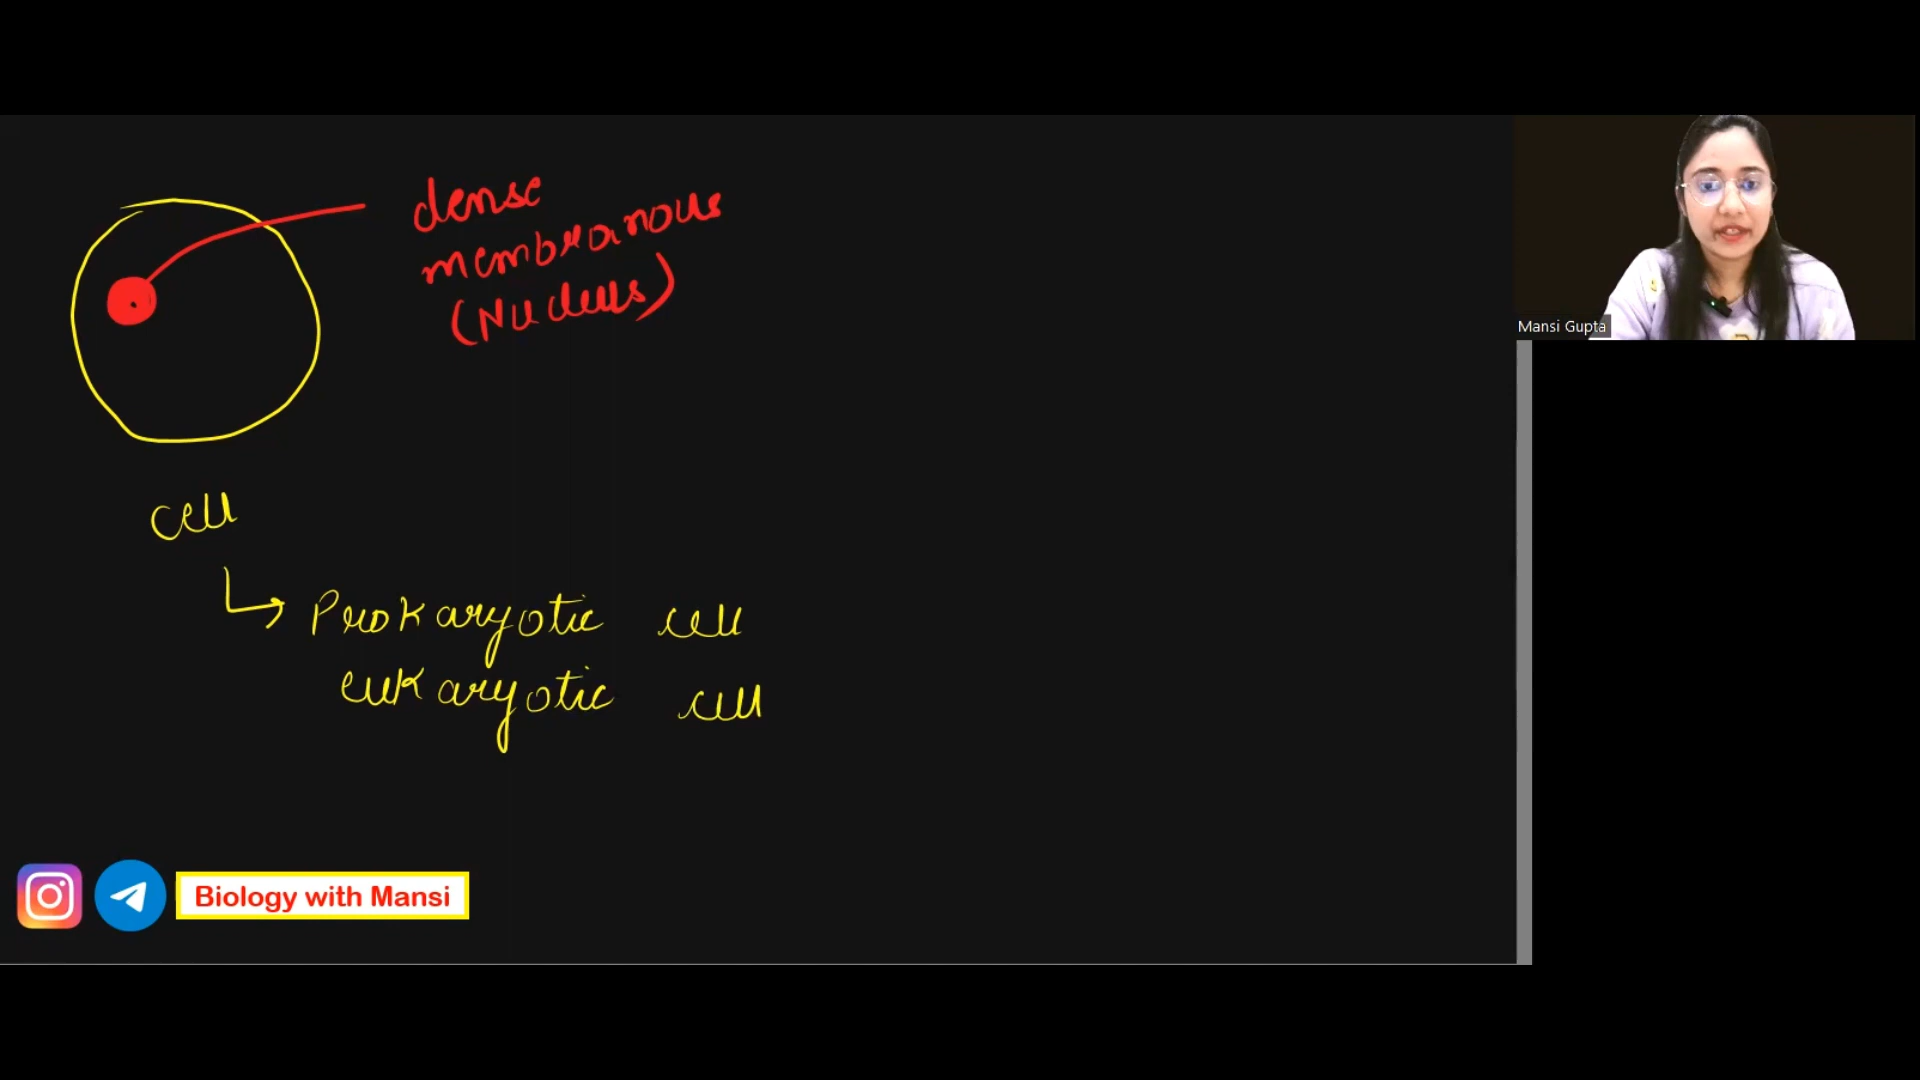 dense
membranous
(Nucleus)
Mansi Gupta
cell
Prokaryotic cell
eukaryotic cell
Biology with Mansi